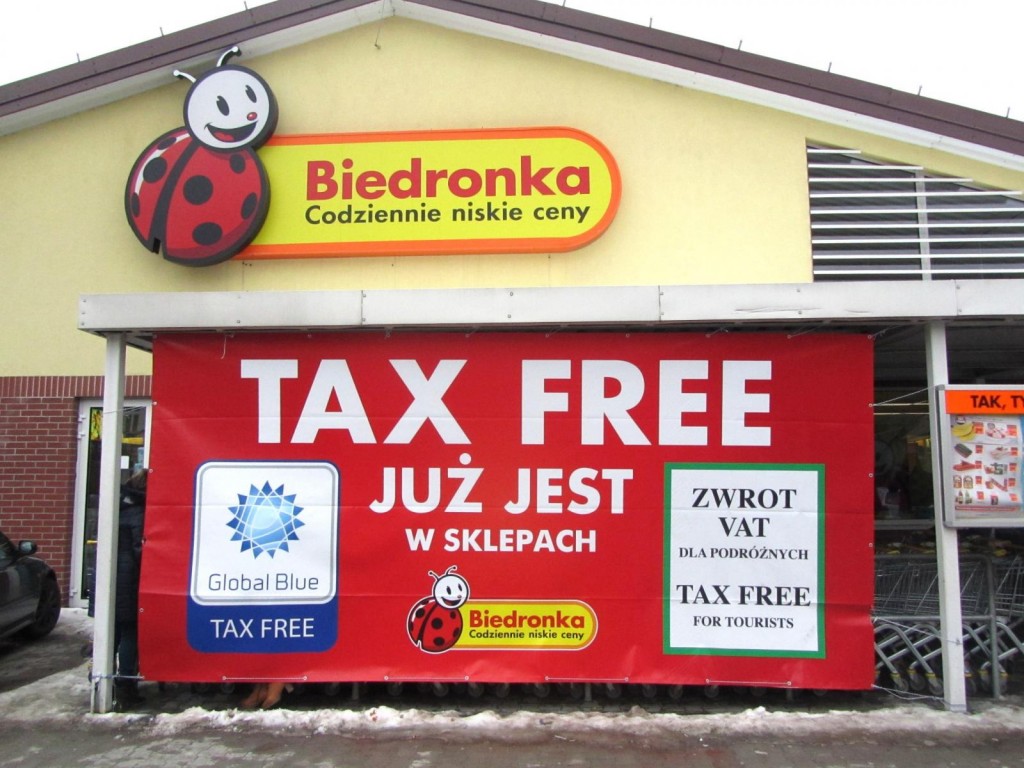 Biedronka
Codziennie niskie ceny
TAX FREE
JUŻ JEST
W SKLEPACH
Global Blue
TAX FREE
Biedronka
Codziennie niskie ceny
ZWROT
VAT
DLA PODRÓŻNYCH
TAX FREE
FOR TOURISTS
TAK,